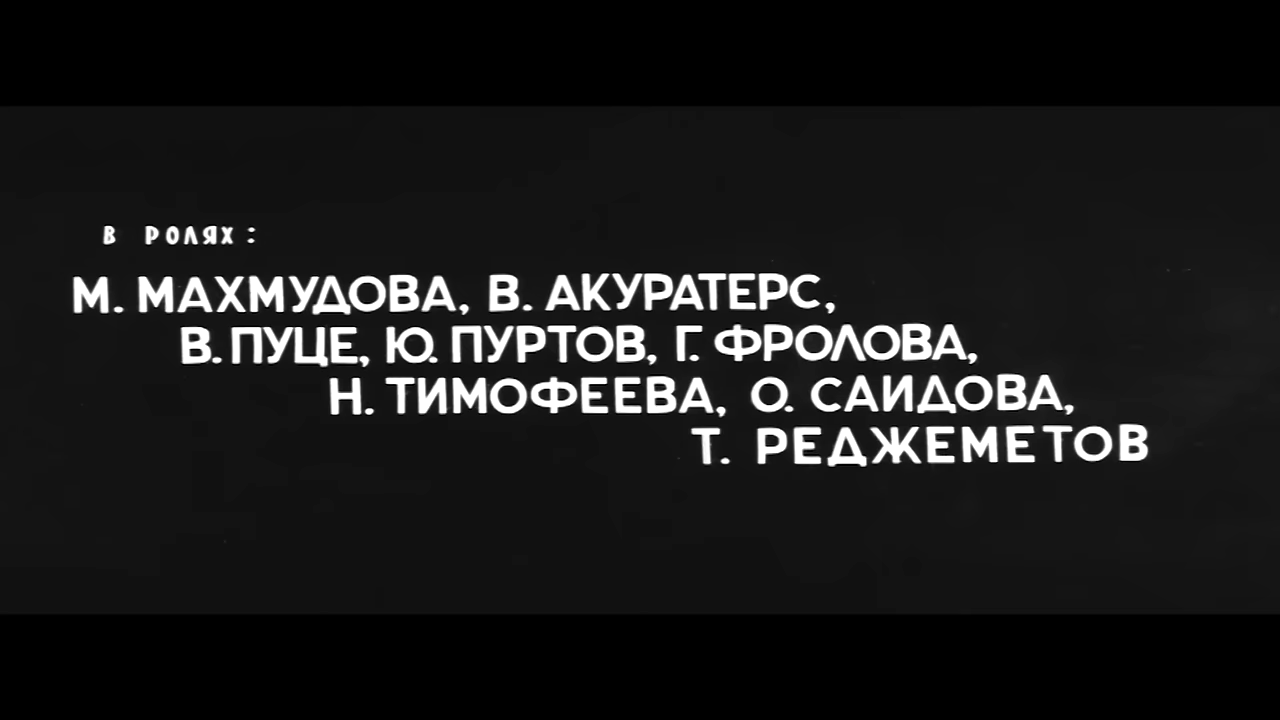 В РОЛЯХ:
М. МАХМУДОВА, В. АКУРАТЕРС,
В. ПУЦЕ, Ю. ПУРТОВ, Г. ФРОЛОВА,
Н. ТИМОФЕЕВА, О. САИДОВА,
Т. РЕДЖЕМЕТОВ